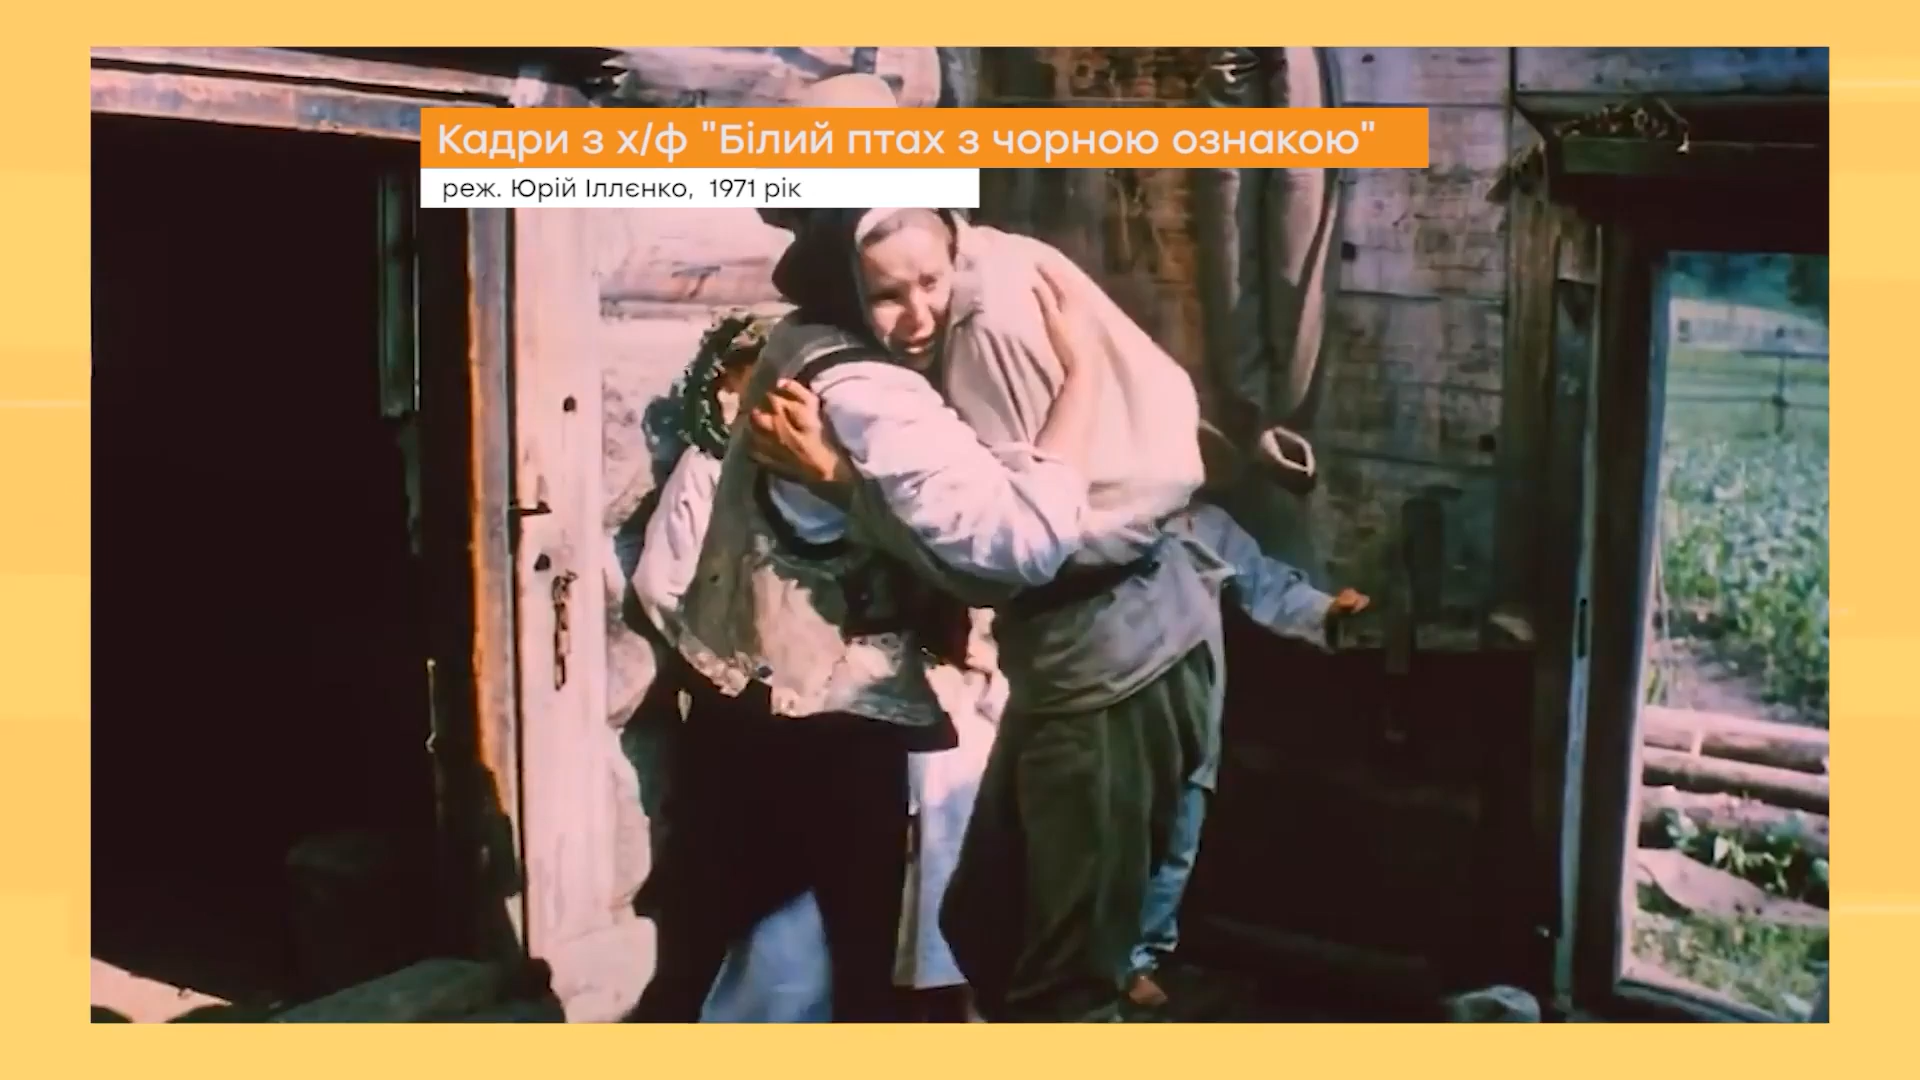 Кадри з х/ф "Білий птах з чорною ознакою"
реж. Юрій Іллєнко, 1971 рік